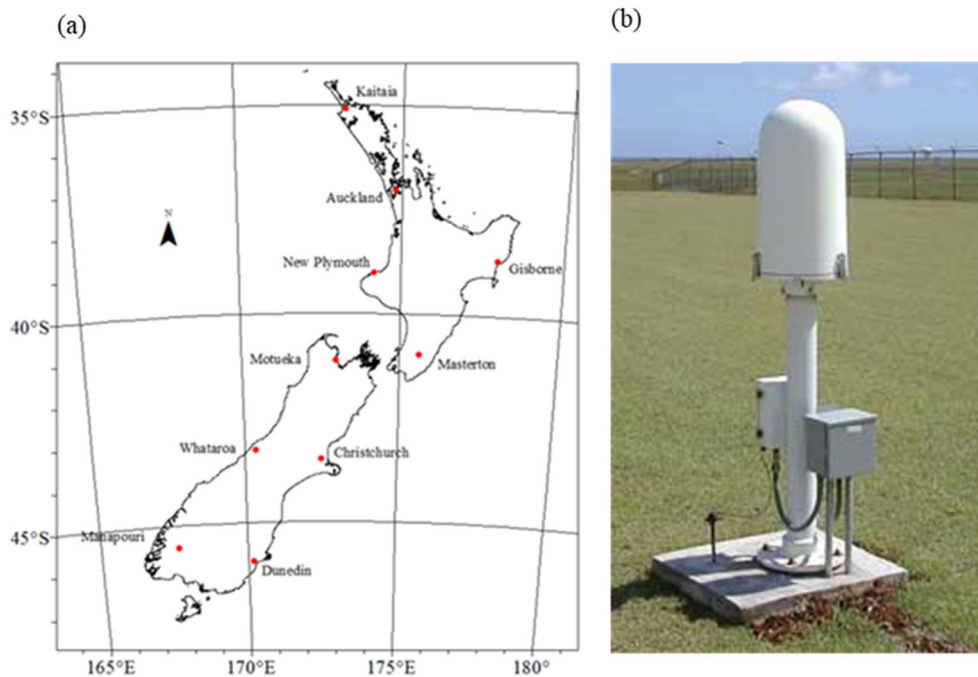 (a)
(b)
35°S
Kaitaia
Auckland
N
New Plymouth
Gisborne
40°S
Motueka
Masterton
Whataroa
Christchurch
45°S
Manapouri
Dunedin
165°E
170°E
175°E
180°